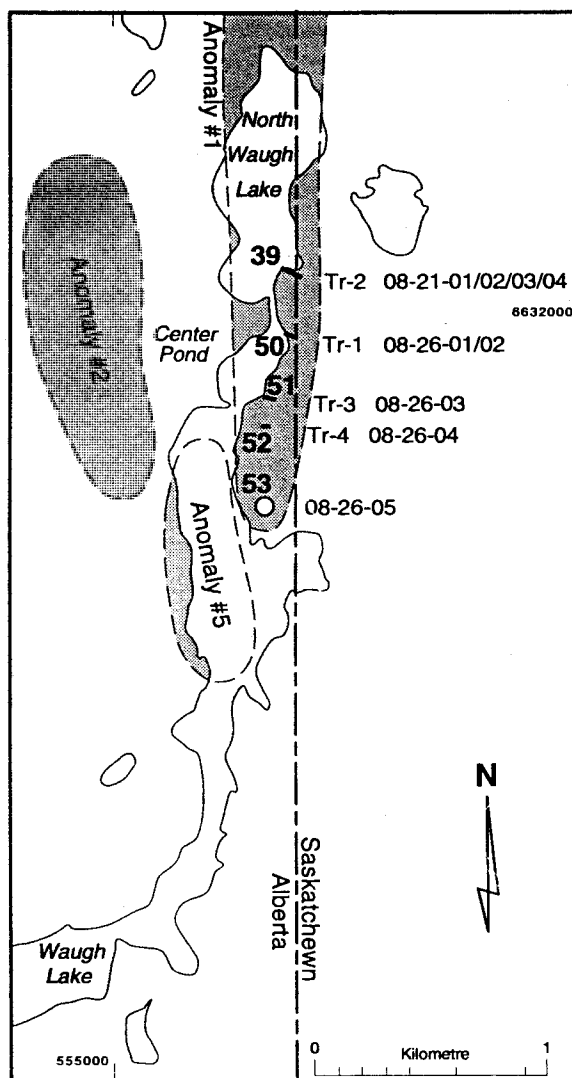 Anomaly #1
North
Waugh
Lake
39
Tr-2 08-21-01/02/03/04
8632000
Anomaly #2
Center
Pond
50
Tr-1 08-26-01/02
51
Tr-3 08-26-03
52
Tr-4 08-26-04
53
08-26-05
Anomaly #5
N
Saskatchewn
Alberta
Waugh
Lake
555000
0
Kilometre
1